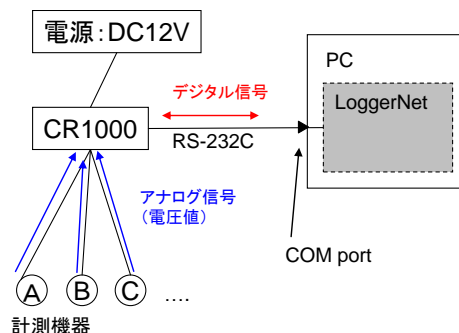 電源:DC12V
PC
デジタル信号
LoggerNet
CR1000
RS-232C
アナログ信号
(電圧値)
COM port
A B C ....
計測機器